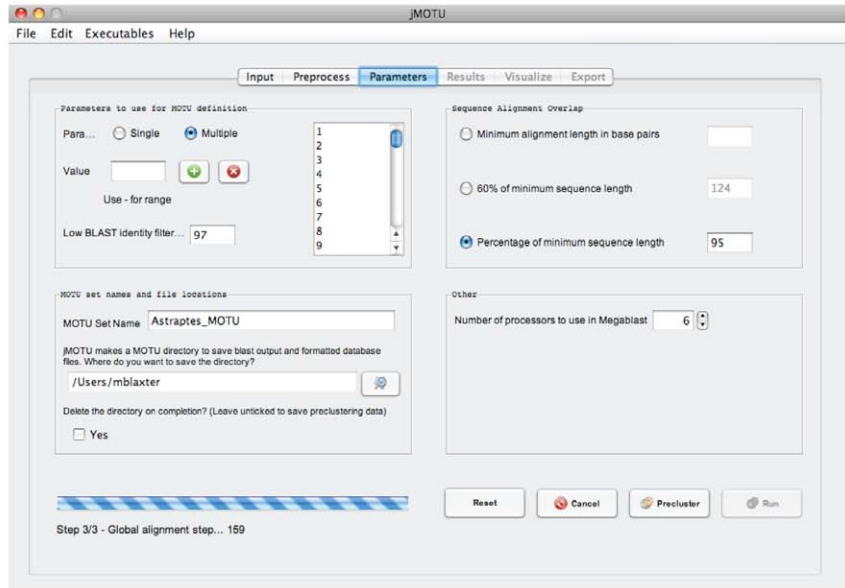 jMOTU
File Edit Executables Help
Input Preprocess Parameters Results Visualize Export
Parameters to use for MOTU definition
Para... Single Multiple
Value
Use - for range
Low BLAST identity filter... 97
1
2
3
4
5
6
7
8
9
Sequence Alignment Overlap
Minimum alignment length in base pairs
60% of minimum sequence length 124
Percentage of minimum sequence length 95
MOTU set names and file locations
MOTU Set Name Astraptes_MOTU
jMOTU makes a MOTU directory to save blast output and formatted database
files. Where do you want to save the directory?
/Users/mblaxter
Delete the directory on completion? (Leave unticked to save preclustering data)
Yes
Other
Number of processors to use in Megablast 6
Step 3/3 - Global alignment step... 159
Reset Cancel Precluster Run